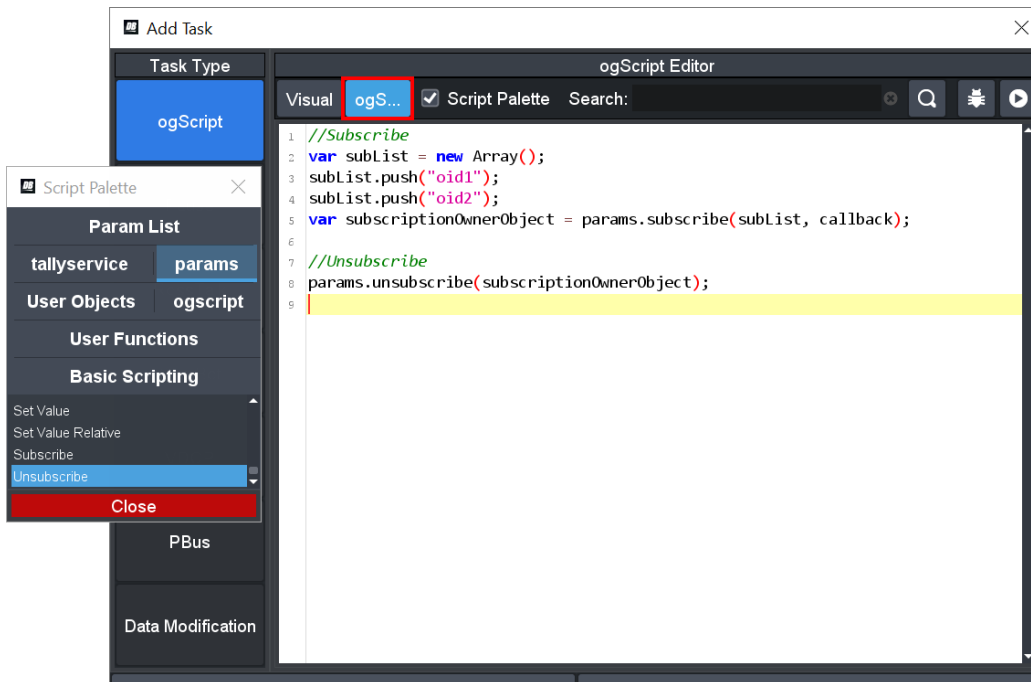 Add Task
Task Type
ogScript Editor
Visual ogS... Script Palette Search:
ogScript
1 //Subscribe
2 var subList = new Array();
3 subList.push("oid1");
4 subList.push("oid2");
5 var subscriptionOwnerObject = params.subscribe(subList, callback);
6
7 //Unsubscribe
8 params.unsubscribe(subscriptionOwnerObject);
9
Script Palette
Param List
tallyservice params
User Objects ogscript
User Functions
Basic Scripting
Set Value
Set Value Relative
Subscribe
Unsubscribe
Close
PBus
Data Modification